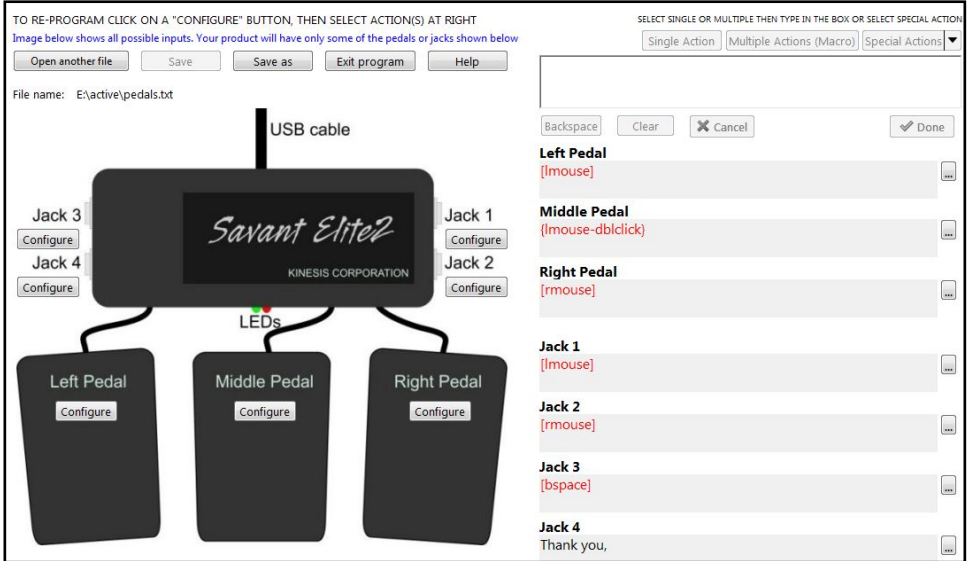 TO RE-PROGRAM CLICK ON A "CONFIGURE" BUTTON, THEN SELECT ACTION(S) AT RIGHT
Image below shows all possible inputs. Your product will have only some of the pedals or jacks shown below
Open another file Save Save as Exit program Help
File name: E:\active\pedals.txt
USB cable
Savant Elite2
KINESIS CORPORATION
Jack 3
Configure
Jack 4
Configure
Jack 1
Configure
Jack 2
Configure
LEDs
Left Pedal
Configure
Middle Pedal
Configure
Right Pedal
Configure
SELECT SINGLE OR MULTIPLE THEN TYPE IN THE BOX OR SELECT SPECIAL ACTION
Single Action Multiple Actions {Macro} Special Actions
Backspace Clear Cancel Done
Left Pedal
[lmouse]
...
Middle Pedal
{lmouse-dblclick}
...
Right Pedal
[rmouse]
...
Jack 1
[lmouse]
...
Jack 2
[rmouse]
...
Jack 3
[bspace]
...
Jack 4
Thank you,
...